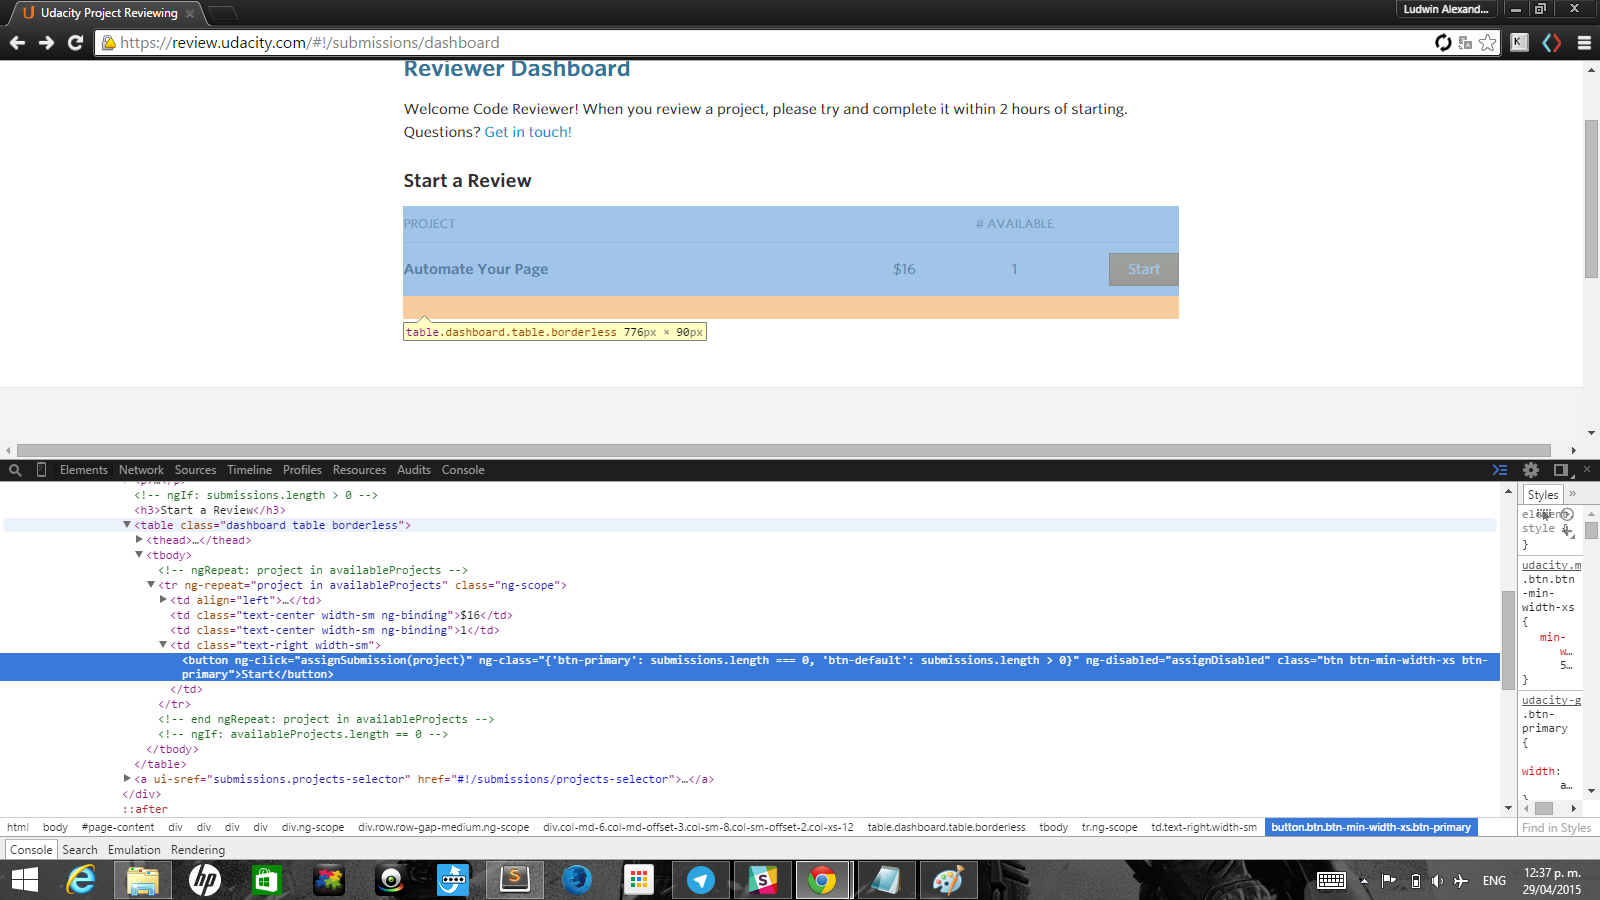 Udacity Project Reviewing
Ludwin Alexand...
https://review.udacity.com/#!/submissions/dashboard
K
Reviewer Dashboard
Welcome Code Reviewer! When you review a project, please try and complete it within 2 hours of starting.
Questions? Get in touch!
Start a Review
PROJECT # AVAILABLE
Automate Your Page $16 1 Start
table.dashboard.table.borderless 776px × 90px
Elements Network Sources Timeline Profiles Resources Audits Console
<p>…</p>
<!-- ngIf: submissions.length > 0 -->
<h3>Start a Review</h3>
<table class="dashboard table borderless">
<thead>…</thead>
<tbody>
<!-- ngRepeat: project in availableProjects -->
<tr ng-repeat="project in availableProjects" class="ng-scope">
<td align="left">…</td>
<td class="text-center width-sm ng-binding">$16</td>
<td class="text-center width-sm ng-binding">1</td>
<td class="text-right width-sm">
<button ng-click="assignSubmission(project)" ng-class="{'btn-primary': submissions.length === 0, 'btn-default': submissions.length > 0}" ng-disabled="assignDisabled" class="btn btn-min-width-xs btn-
primary">Start</button>
</td>
</tr>
<!-- end ngRepeat: project in availableProjects -->
<!-- ngIf: availableProjects.length == 0 -->
</tbody>
</table>
<a ui-sref="submissions.projects-selector" href="#!/submissions/projects-selector">…</a>
</div>
::after
Styles »
style {
}
udacity.m
.btn.btn
-min-
width-xs
{
min-
w…
5…
}
udacity-g
.btn-
primary
{
width:
a…
}
html body #page-content div div div div div.ng-scope div.row.row-gap-medium.ng-scope div.col-md-6.col-md-offset-3.col-sm-8.col-sm-offset-2.col-xs-12 table.dashboard.table.borderless tbody tr.ng-scope td.text-right.width-sm button.btn.btn-min-width-xs.btn-primary
Find in Styles
Console Search Emulation Rendering
hp
ENG
12:37 p. m.
29/04/2015